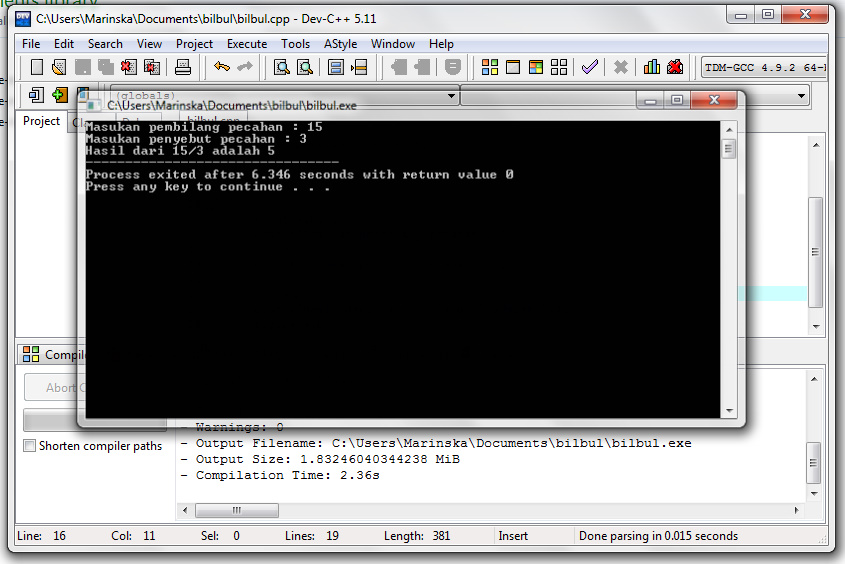 C:\Users\Marinska\Documents\bilbul\bilbul.cpp - Dev-C++ 5.11
File Edit Search View Project Execute Tools AStyle Window Help
TDM-GCC 4.9.2 64-
(globals)
C:\Users\Marinska\Documents\bilbul\bilbul.exe
Project
bilbul.cpp
Masukan pembilang pecahan : 15
Masukan penyebut pecahan : 3
Hasil dari 15/3 adalah 5
--------------------------------
Process exited after 6.346 seconds with return value 0
Press any key to continue . . .
Compile
Abort C
Shorten compiler paths
- Warnings: 0
- Output Filename: C:\Users\Marinska\Documents\bilbul\bilbul.exe
- Output Size: 1.83246040344238 MiB
- Compilation Time: 2.36s
Line: 16 Col: 11 Sel: 0 Lines: 19 Length: 381 Insert Done parsing in 0.015 seconds